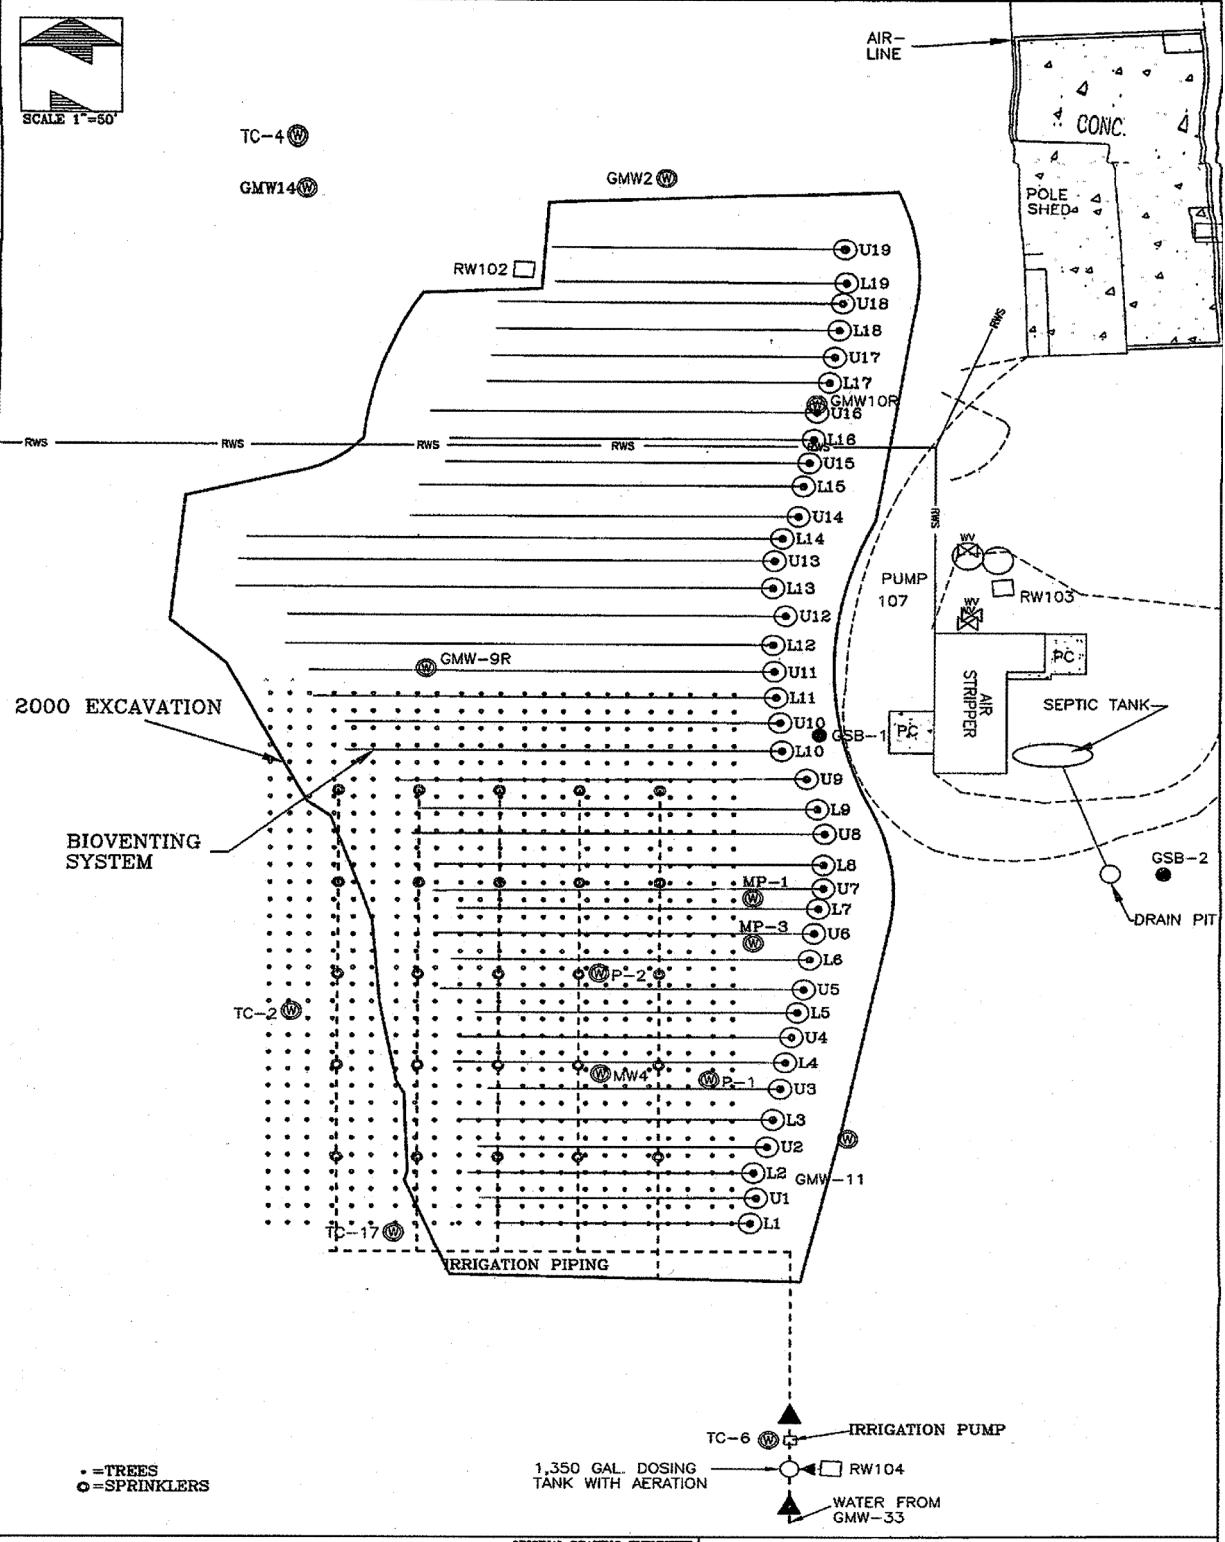 AIR-
LINE
SCALE 1"=50'
TC-4 W
GMW14 W
GMW2 W
CONC.
POLE
SHED
RW102
U19
L19
U18
L18
U17
L17
GMW10R W
U16
L16
RWS RWS RWS RWS RWS
RWS
RWS
U15
L15
U14
L14
U13
L13
U12
L12
U11
L11
U10
L10
U9
L9
U8
L8
U7
L7
U6
L6
U5
L5
U4
L4
U3
L3
U2
L2
U1
L1
WV
WV
PUMP
107
RW103
PC
AIR
STRIPPER
PC
SEPTIC TANK
GSB-1
GSB-2
DRAIN PIT
W GMW-9R
2000 EXCAVATION
BIOVENTING
SYSTEM
MP-1
W
MP-3
W
W P-2
TC-2 W
W MW4
W P-1
W
GMW-11
TC-17 W
IRRIGATION PIPING
TC-6 W
IRRIGATION PUMP
1,350 GAL. DOSING
TANK WITH AERATION
RW104
WATER FROM
GMW-33
• =TREES
=SPRINKLERS